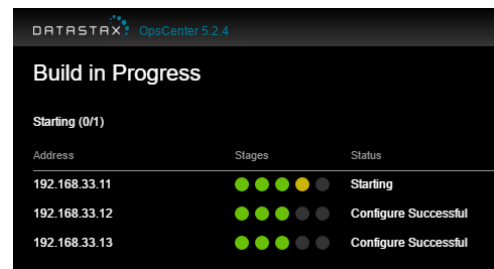 DATASTAX OpsCenter 5.2.4
Build in Progress
Starting (0/1)
Address Stages Status
192.168.33.11 Starting
192.168.33.12 Configure Successful
192.168.33.13 Configure Successful